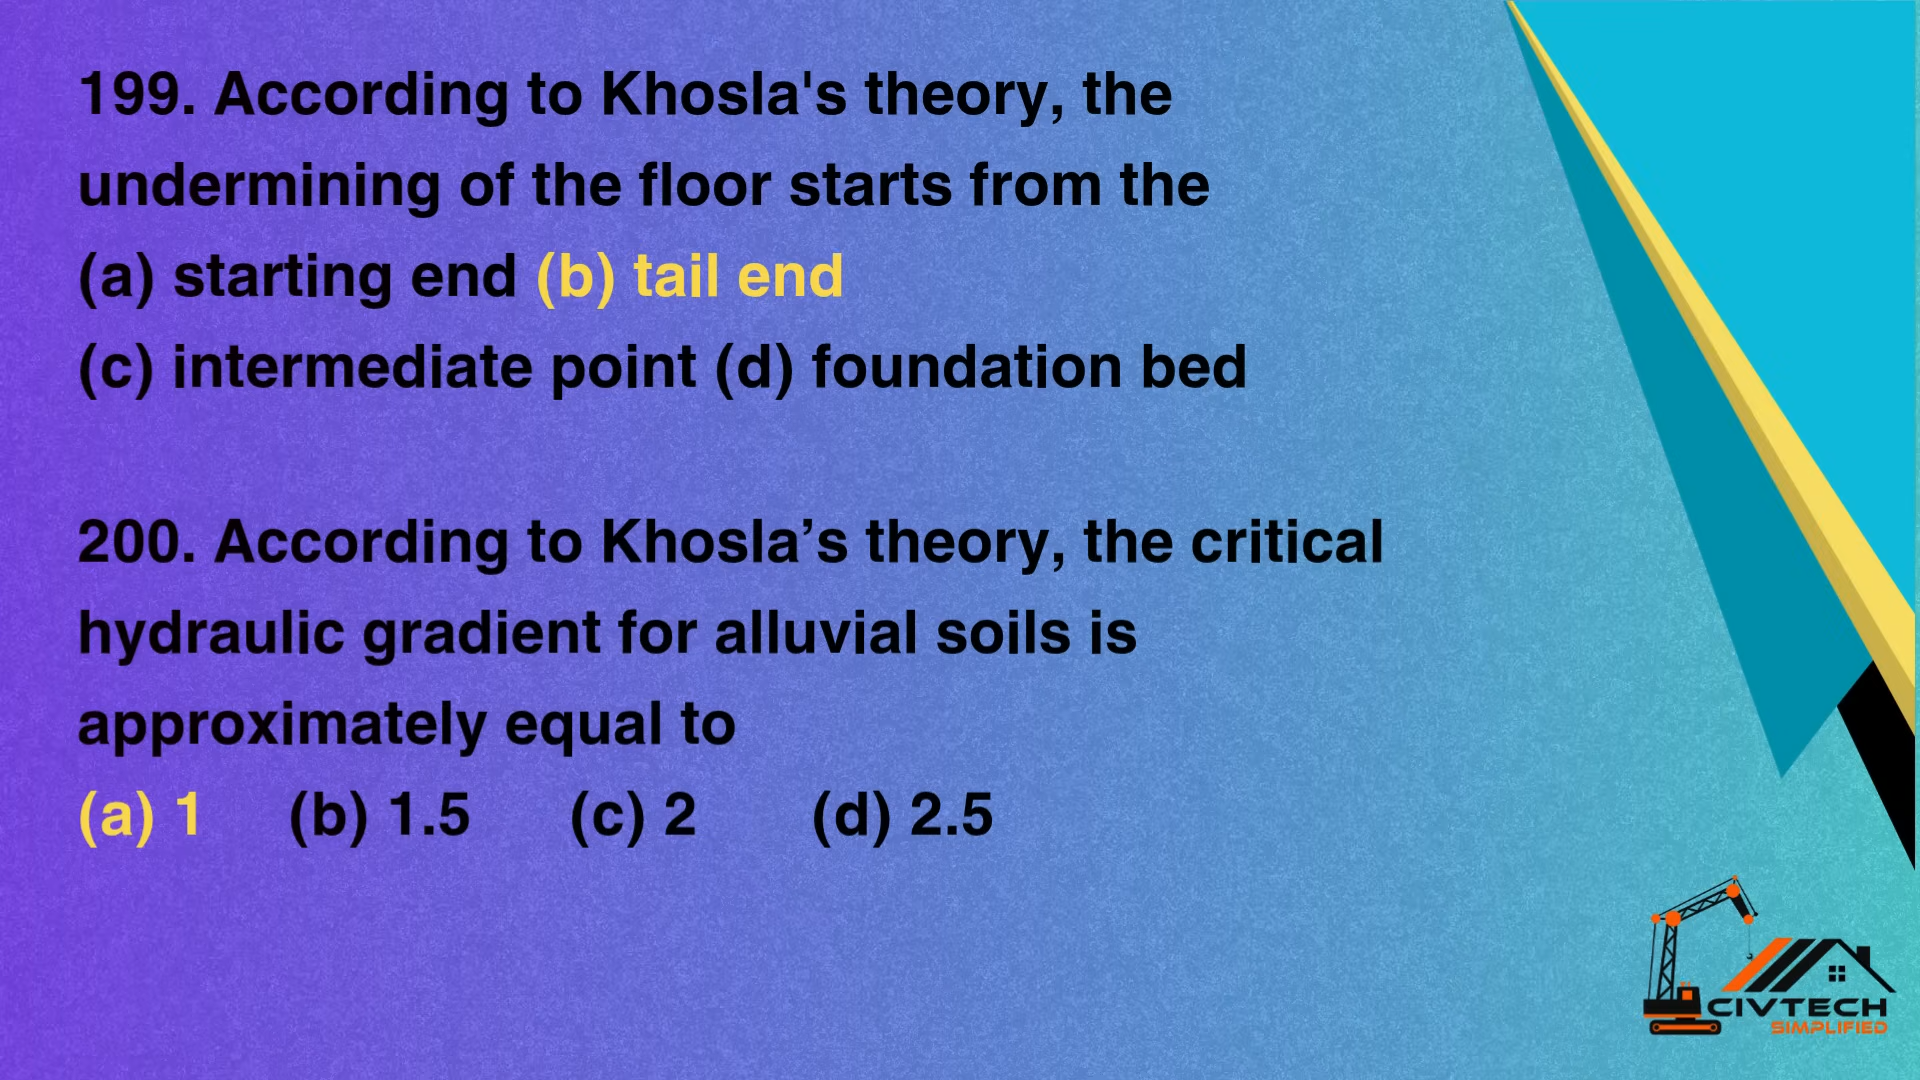 199. According to Khosla's theory, the
undermining of the floor starts from the
(a) starting end (b) tail end
(c) intermediate point (d) foundation bed
200. According to Khosla’s theory, the critical
hydraulic gradient for alluvial soils is
approximately equal to
(a) 1 (b) 1.5 (c) 2 (d) 2.5
CIVTECH
SIMPLIFIED